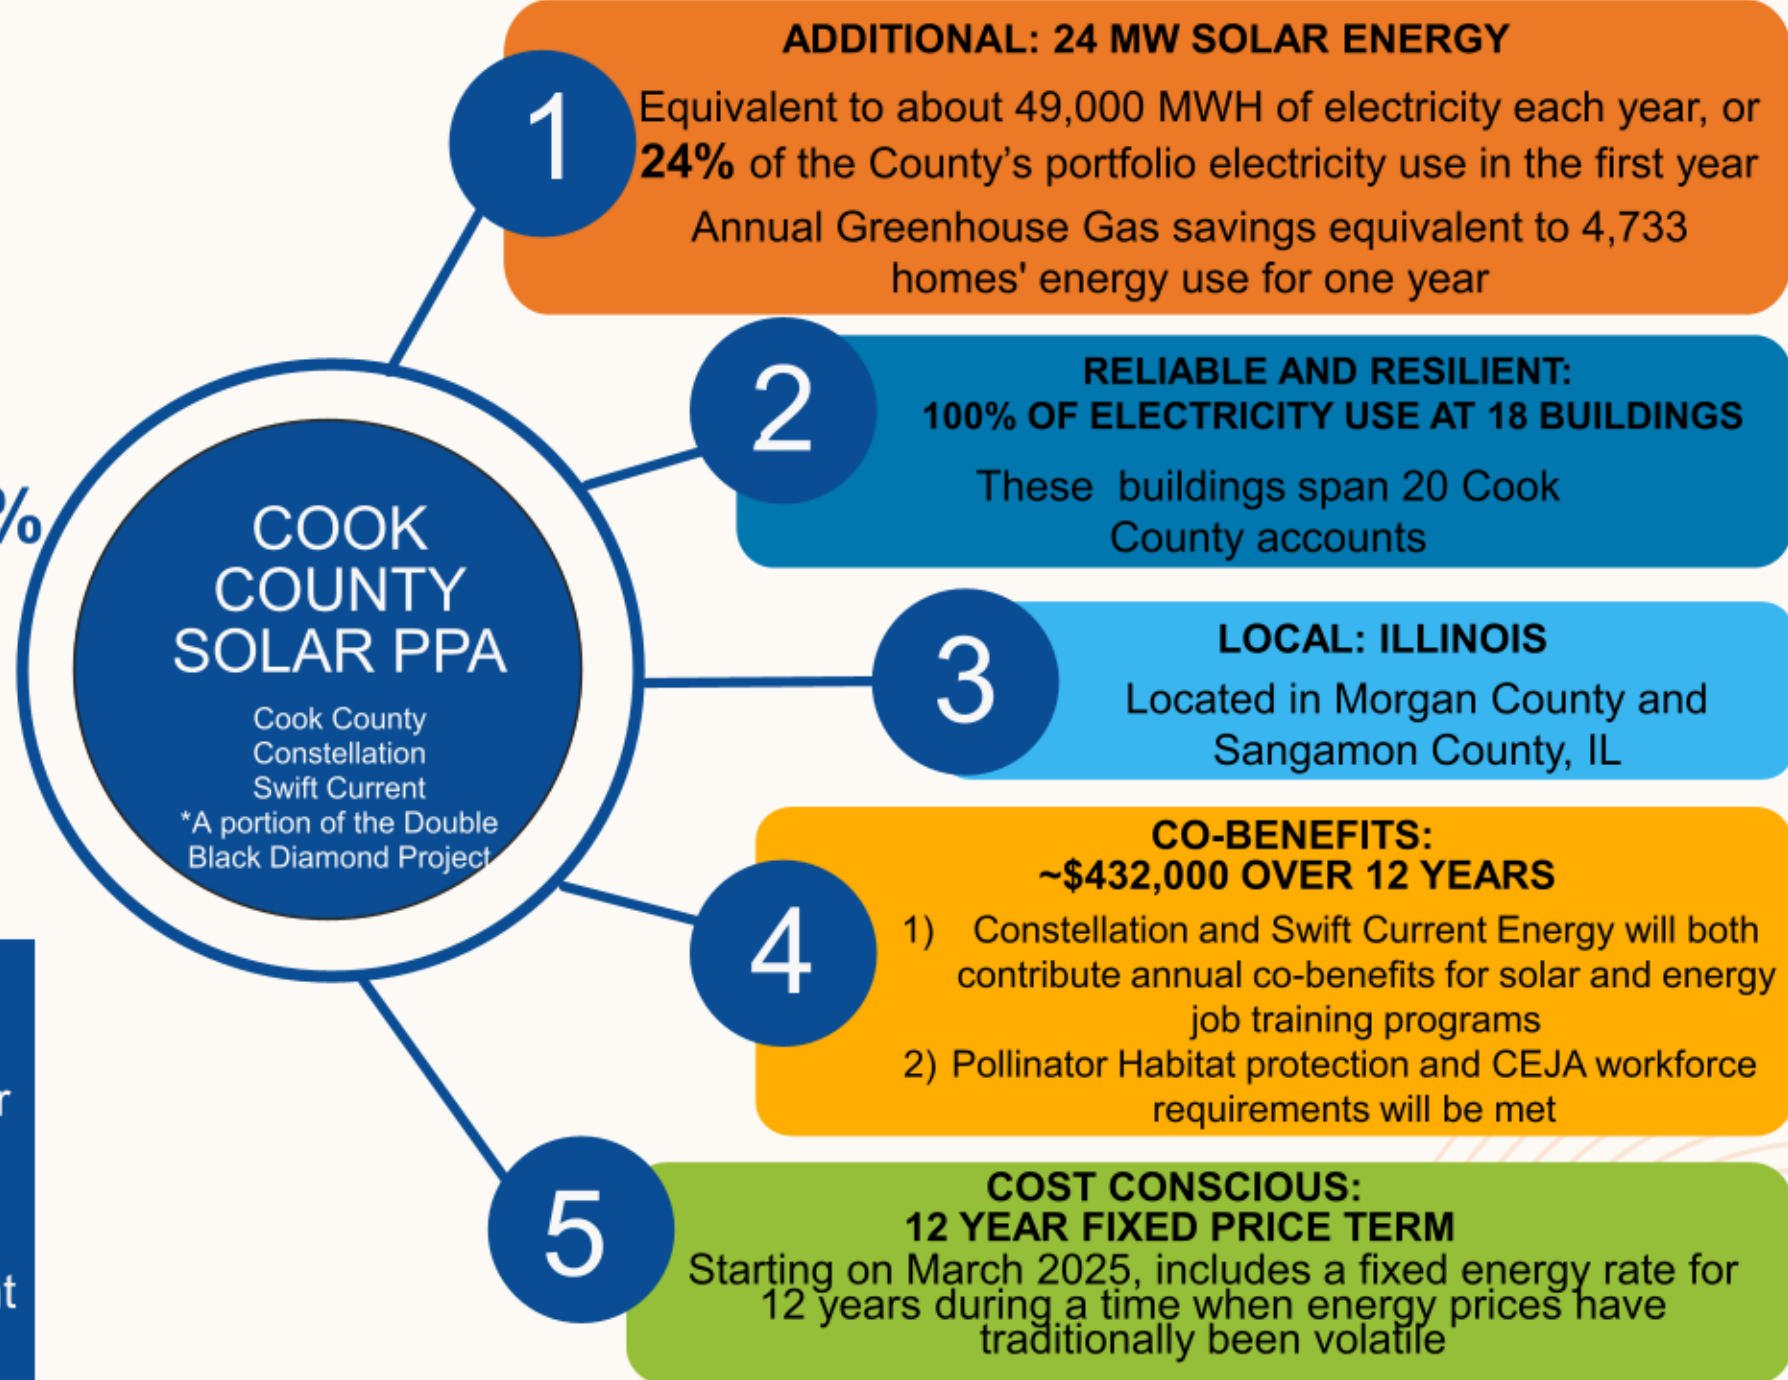 1
ADDITIONAL: 24 MW SOLAR ENERGY
Equivalent to about 49,000 MWH of electricity each year, or
24% of the County's portfolio electricity use in the first year
Annual Greenhouse Gas savings equivalent to 4,733
homes' energy use for one year
2
RELIABLE AND RESILIENT:
100% OF ELECTRICITY USE AT 18 BUILDINGS
These buildings span 20 Cook
County accounts
%
COOK
COUNTY
SOLAR PPA
Cook County
Constellation
Swift Current
*A portion of the Double
Black Diamond Project
3
LOCAL: ILLINOIS
Located in Morgan County and
Sangamon County, IL
4
CO-BENEFITS:
~$432,000 OVER 12 YEARS
1) Constellation and Swift Current Energy will both
contribute annual co-benefits for solar and energy
job training programs
2) Pollinator Habitat protection and CEJA workforce
requirements will be met
5
COST CONSCIOUS:
12 YEAR FIXED PRICE TERM
Starting on March 2025, includes a fixed energy rate for
12 years during a time when energy prices have
traditionally been volatile